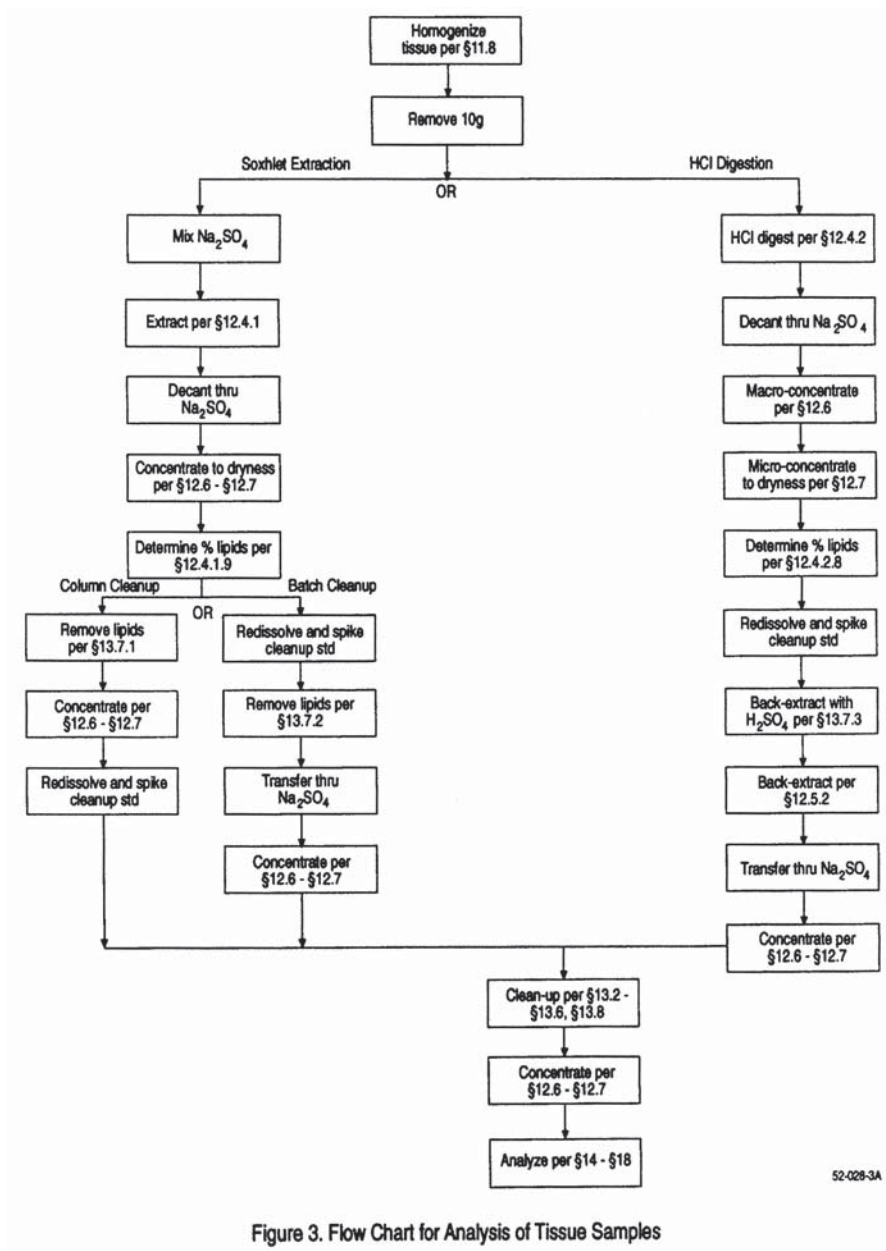 Homogenize
tissue per §11.8
Remove 10g
Soxhlet Extraction
OR
HCl Digestion
Mix Na₂SO₄
Extract per §12.4.1
Decant thru
Na₂SO₄
Concentrate to dryness
per §12.6 - §12.7
Determine % lipids per
§12.4.1.9
Column Cleanup
OR
Batch Cleanup
Remove lipids
per §13.7.1
Concentrate per
§12.6 - §12.7
Redissolve and spike
cleanup std
Redissolve and spike
cleanup std
Remove lipids per
§13.7.2
Transfer thru
Na₂SO₄
Concentrate per
§12.6 - §12.7
HCl digest per §12.4.2
Decant thru Na₂SO₄
Macro-concentrate
per §12.6
Micro-concentrate
to dryness per §12.7
Determine % lipids
per §12.4.2.8
Redissolve and spike
cleanup std
Back-extract with
H₂SO₄ per §13.7.3
Back-extract per
§12.5.2
Transfer thru Na₂SO₄
Concentrate per
§12.6 - §12.7
Clean-up per §13.2 -
§13.6, §13.8
Concentrate per
§12.6 - §12.7
Analyze per §14 - §18
52-028-3A
Figure 3. Flow Chart for Analysis of Tissue Samples